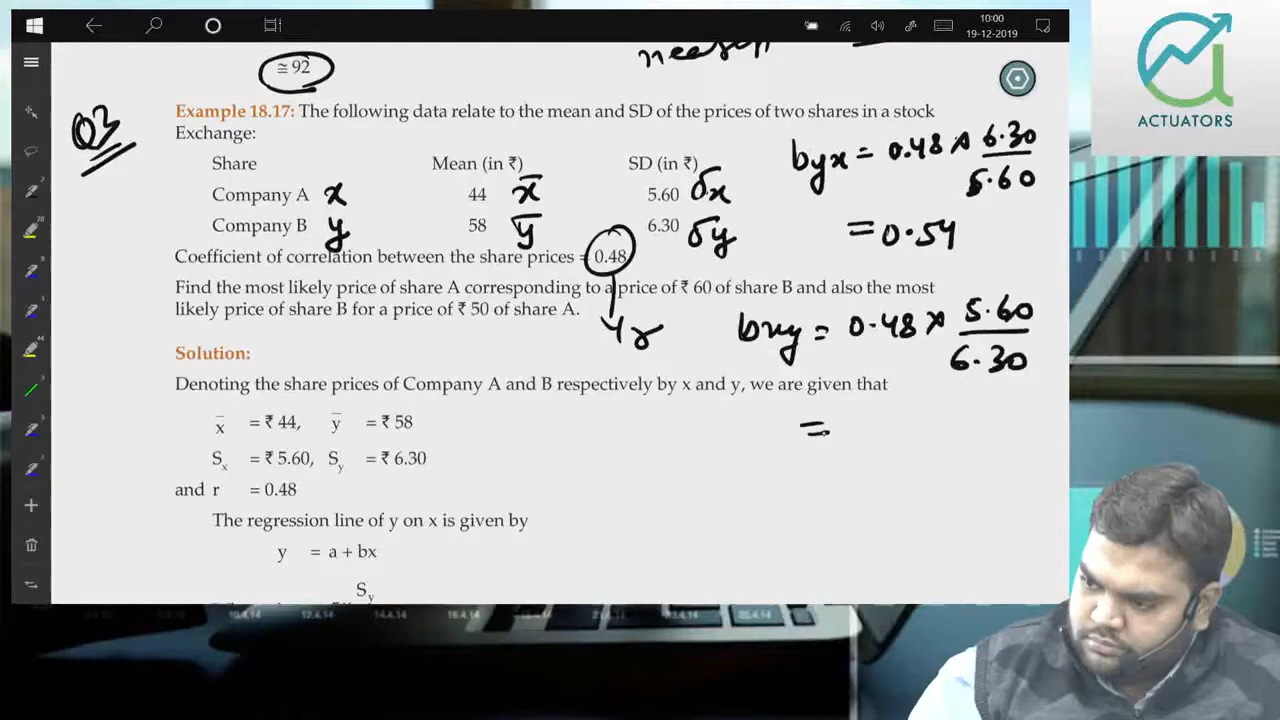 10:00
19-12-2019
≅ 92
Q3
ACTUATORS
Example 18.17: The following data relate to the mean and SD of the prices of two shares in a stock
Exchange:
Share Mean (in ₹) SD (in ₹)
Company A x 44 x̄ 5.60 σx
Company B y 58 ȳ 6.30 σy
Coefficient of correlation between the share prices = 0.48
Find the most likely price of share A corresponding to a price of ₹ 60 of share B and also the most
likely price of share B for a price of ₹ 50 of share A.
r
byx = 0.48 × 6.30
5.60
= 0.54
bxy = 0.48 × 5.60
6.30
=
Solution:
Denoting the share prices of Company A and B respectively by x and y, we are given that
x̄ = ₹ 44, ȳ = ₹ 58
Sx = ₹ 5.60, Sy = ₹ 6.30
and r = 0.48
The regression line of y on x is given by
y = a + bx
Sy